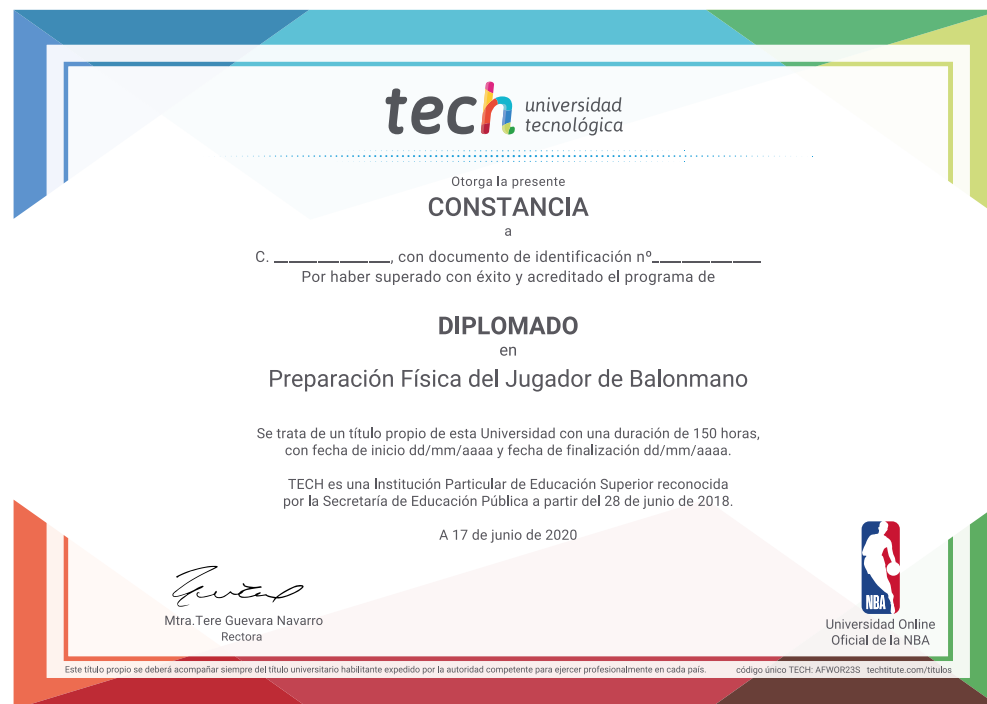 tech universidad
tecnológica
Otorga la presente
CONSTANCIA
a
C. _____________, con documento de identificación nº____________
Por haber superado con éxito y acreditado el programa de
DIPLOMADO
en
Preparación Física del Jugador de Balonmano
Se trata de un título propio de esta Universidad con una duración de 150 horas,
con fecha de inicio dd/mm/aaaa y fecha de finalización dd/mm/aaaa.
TECH es una Institución Particular de Educación Superior reconocida
por la Secretaría de Educación Pública a partir del 28 de junio de 2018.
A 17 de junio de 2020
Mtra.Tere Guevara Navarro
Rectora
NBA
Universidad Online
Oficial de la NBA
Este título propio se deberá acompañar siempre del título universitario habilitante expedido por la autoridad competente para ejercer profesionalmente en cada país.
código único TECH: AFWOR23S techtitute.com/titulos